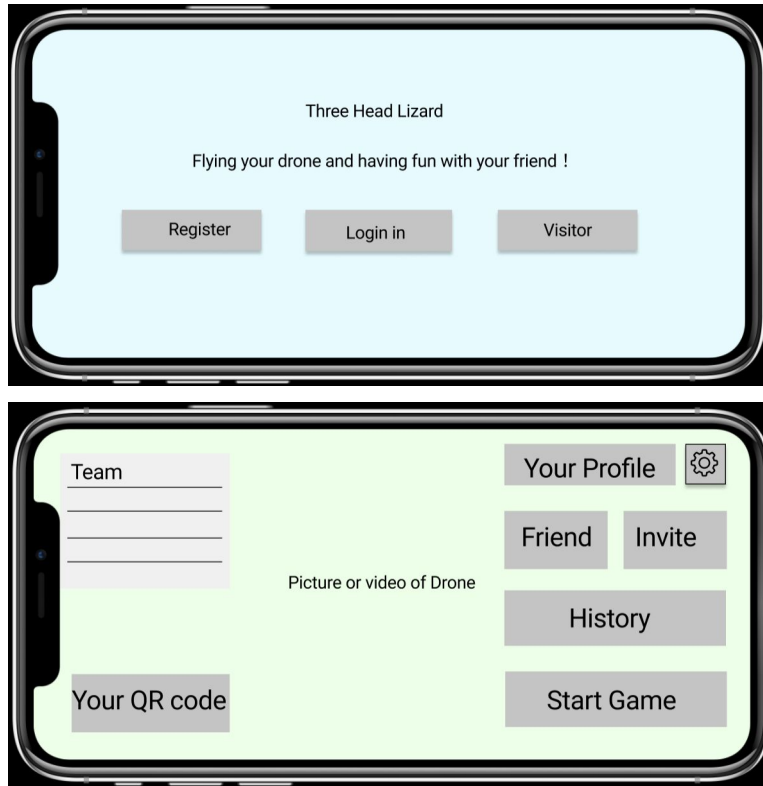 Three Head Lizard
Flying your drone and having fun with your friend！
Register
Login in
Visitor
Team
Your Profile
Friend
Invite
Picture or video of Drone
History
Your QR code
Start Game